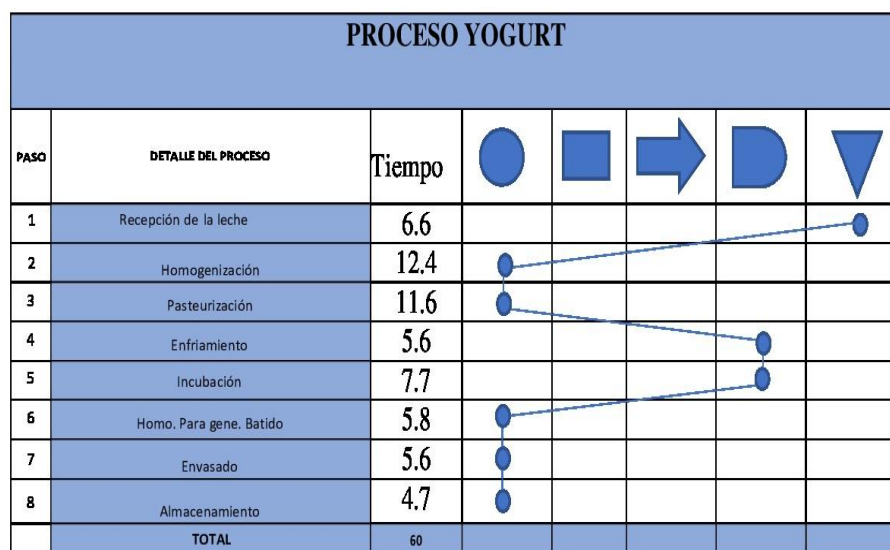 PROCESO YOGURT
PASO DETALLE DEL PROCESO Tiempo
1 Recepción de la leche 6.6
2 Homogenización 12.4
3 Pasteurización 11.6
4 Enfriamiento 5.6
5 Incubación 7.7
6 Homo. Para gene. Batido 5.8
7 Envasado 5.6
8 Almacenamiento 4.7
TOTAL 60